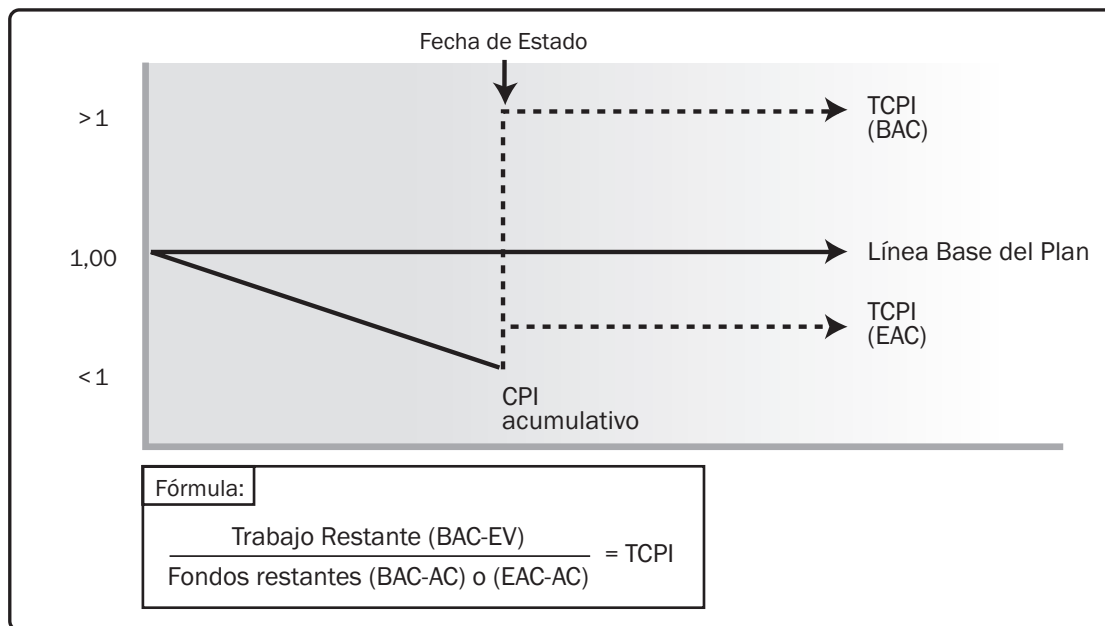 Fecha de Estado
> 1
TCPI
(BAC)
1,00
Línea Base del Plan
TCPI
(EAC)
< 1
CPI
acumulativo
Fórmula:
Trabajo Restante (BAC-EV)
Fondos restantes (BAC-AC) o (EAC-AC)
= TCPI